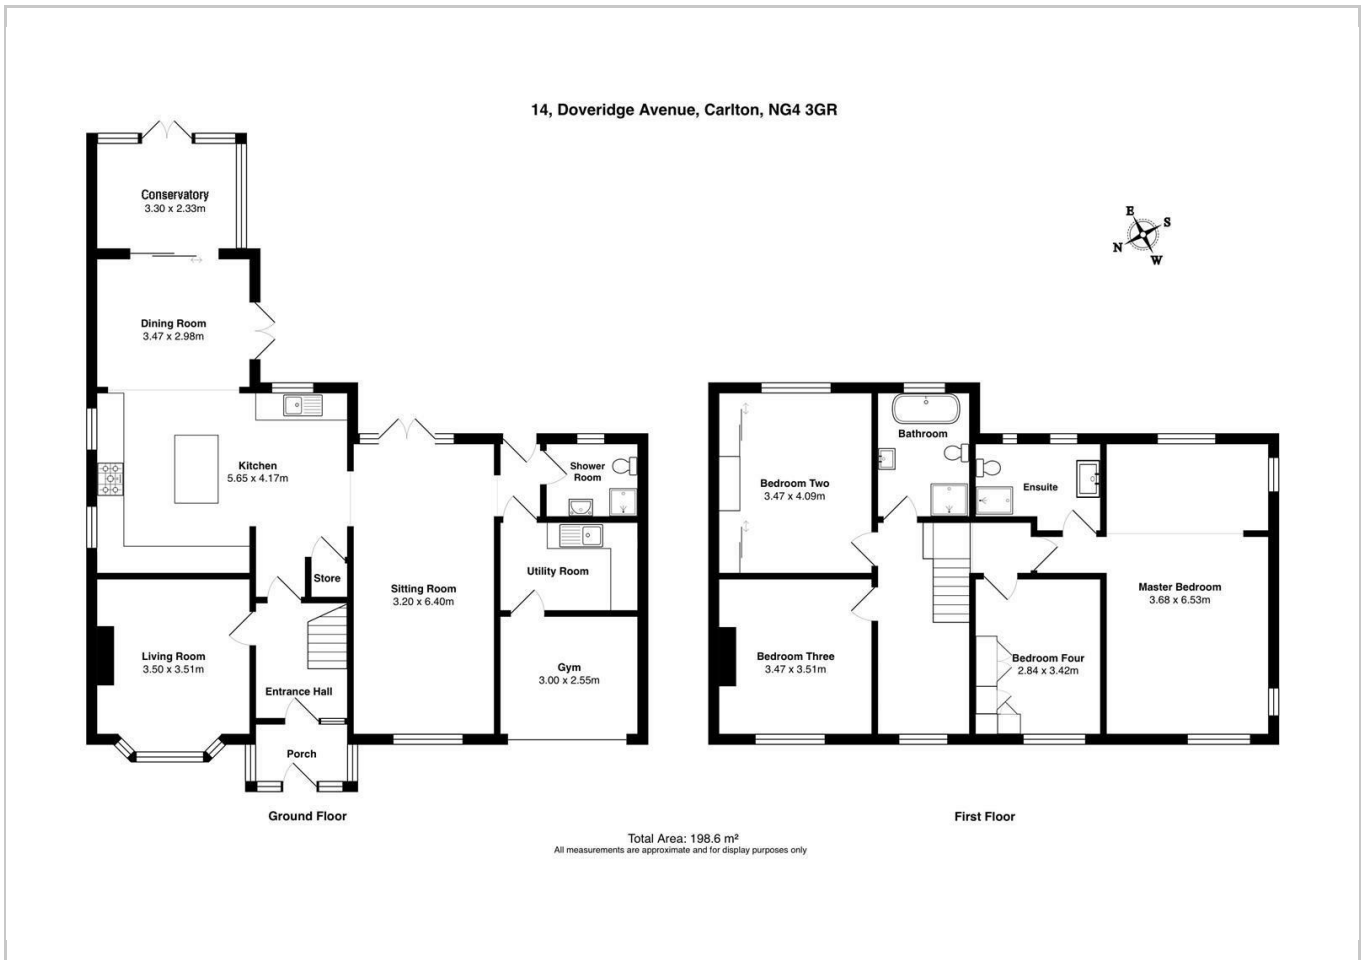 14, Doveridge Avenue, Carlton, NG4 3GR
Conservatory
3.30 x 2.33m
E
S
N
W
Dining Room
3.47 x 2.98m
Kitchen
5.65 x 4.17m
Shower
Room
Store
Utility Room
Sitting Room
3.20 x 6.40m
Living Room
3.50 x 3.51m
Gym
3.00 x 2.55m
Entrance Hall
Porch
Ground Floor
Bathroom
Bedroom Two
3.47 x 4.09m
Ensuite
Master Bedroom
3.68 x 6.53m
Bedroom Three
3.47 x 3.51m
Bedroom Four
2.84 x 3.42m
First Floor
Total Area: 198.6 m²
All measurements are approximate and for display purposes only